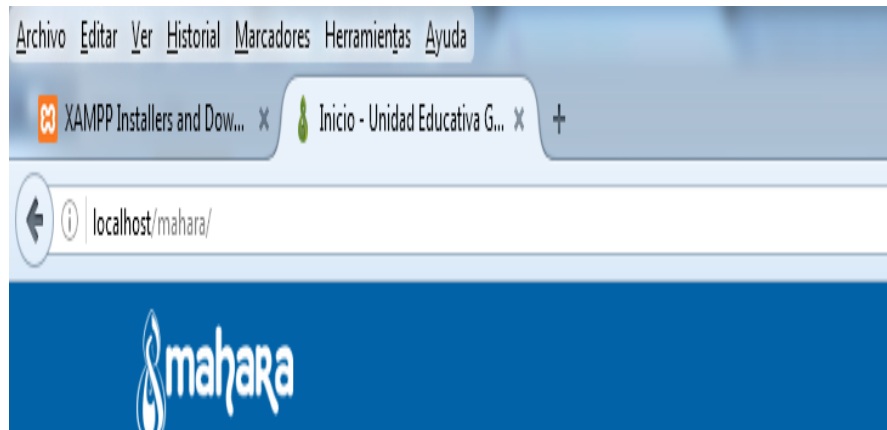 Archivo Editar Ver Historial Marcadores Herramientas Ayuda
XAMPP Installers and Dow... Inicio - Unidad Educativa G...
localhost/mahara/
mahara